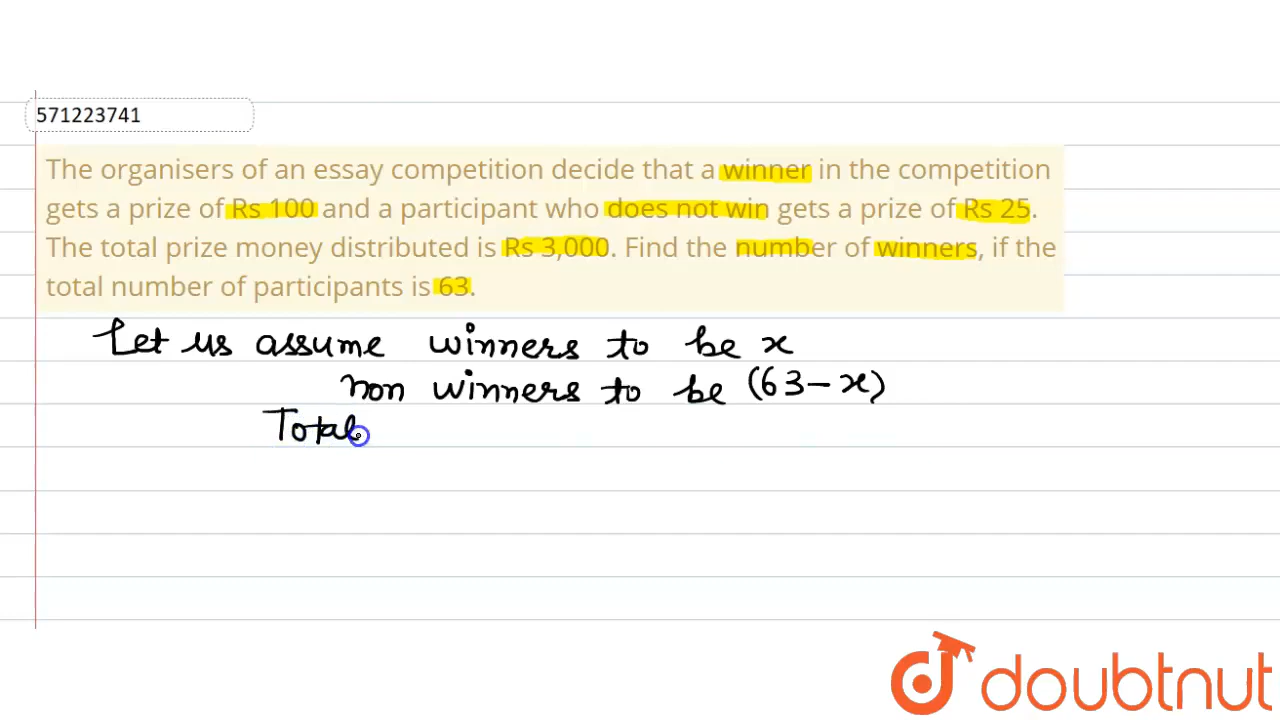 571223741
The organisers of an essay competition decide that a winner in the competition
gets a prize of Rs 100 and a participant who does not win gets a prize of Rs 25.
The total prize money distributed is Rs 3,000. Find the number of winners, if the
total number of participants is 63.
Let us assume winners to be x
non winners to be (63-x)
Total
doubtnut